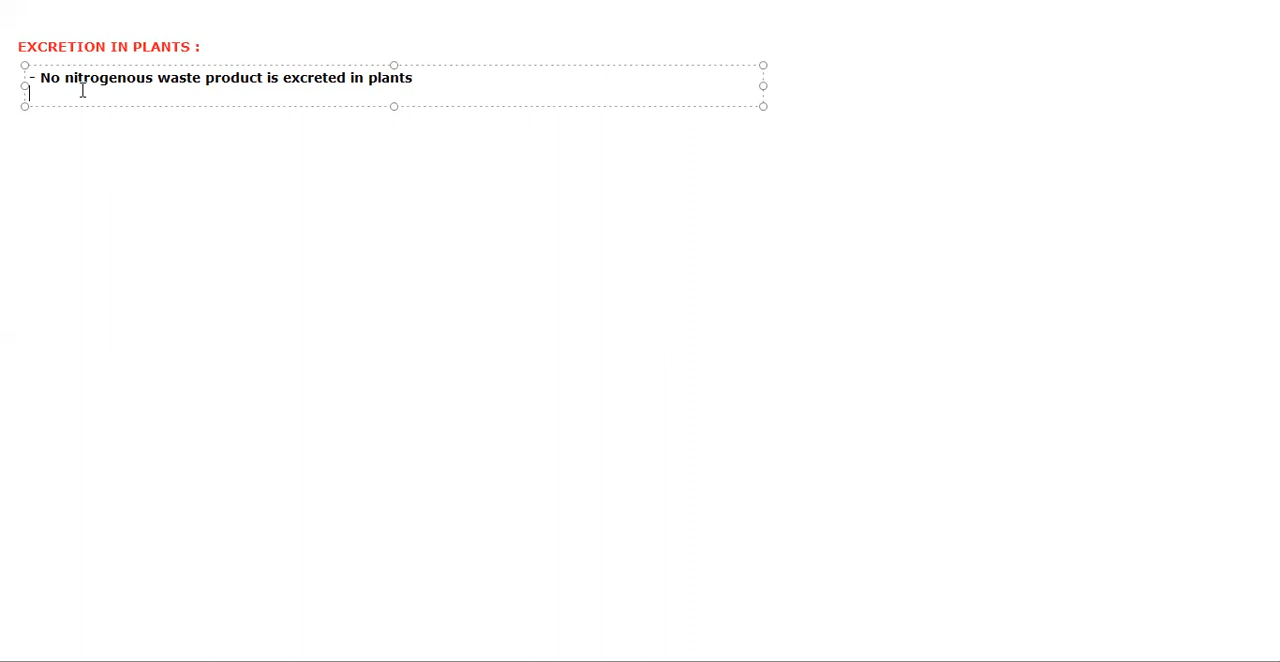 EXCRETION IN PLANTS :
- No nitrogenous waste product is excreted in plants